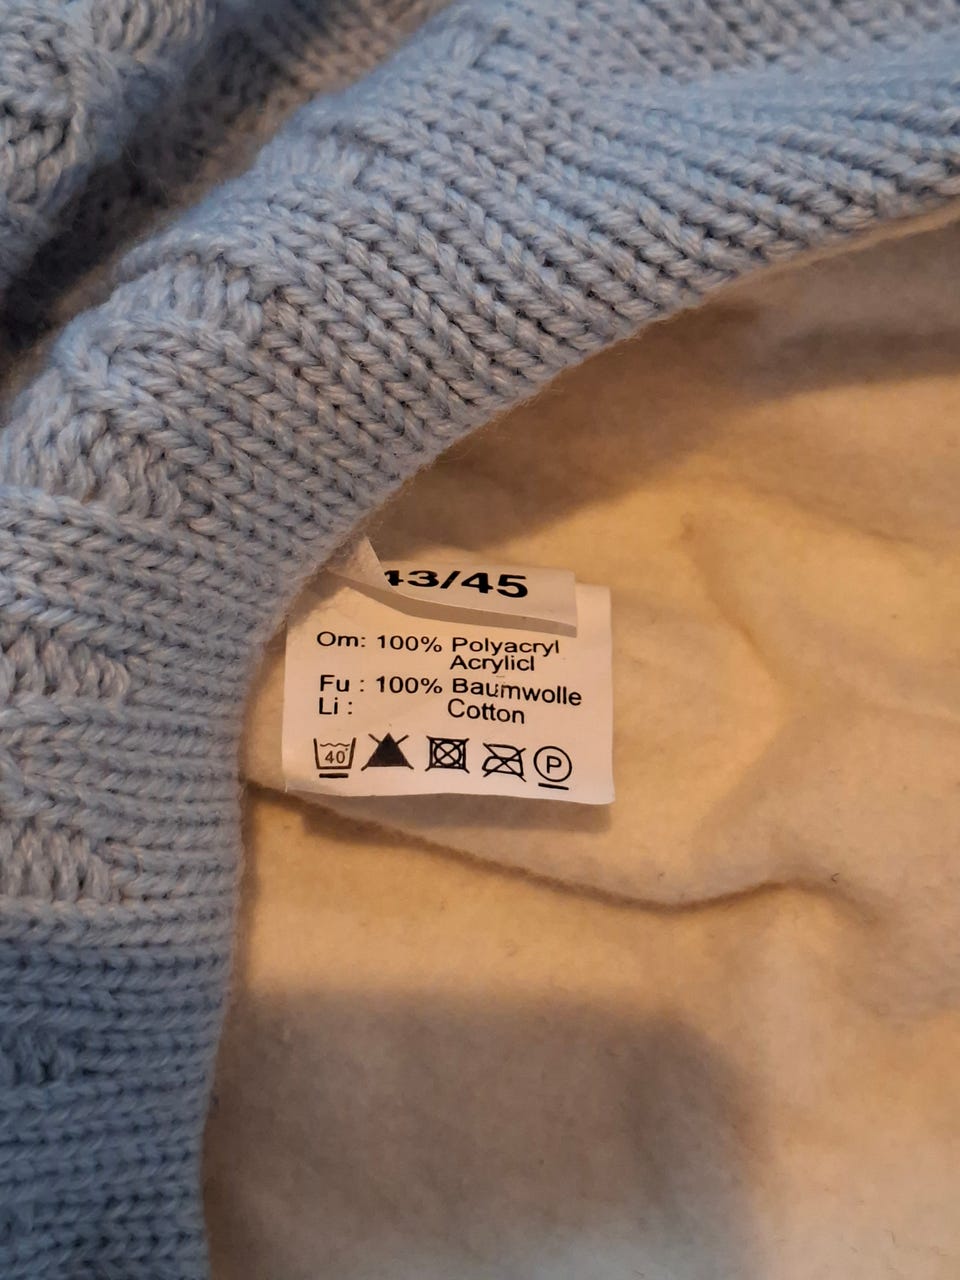 43/45
Om: 100% Polyacryl
Acrylicl
Fu : 100% Baumwolle
Li : Cotton
40 P